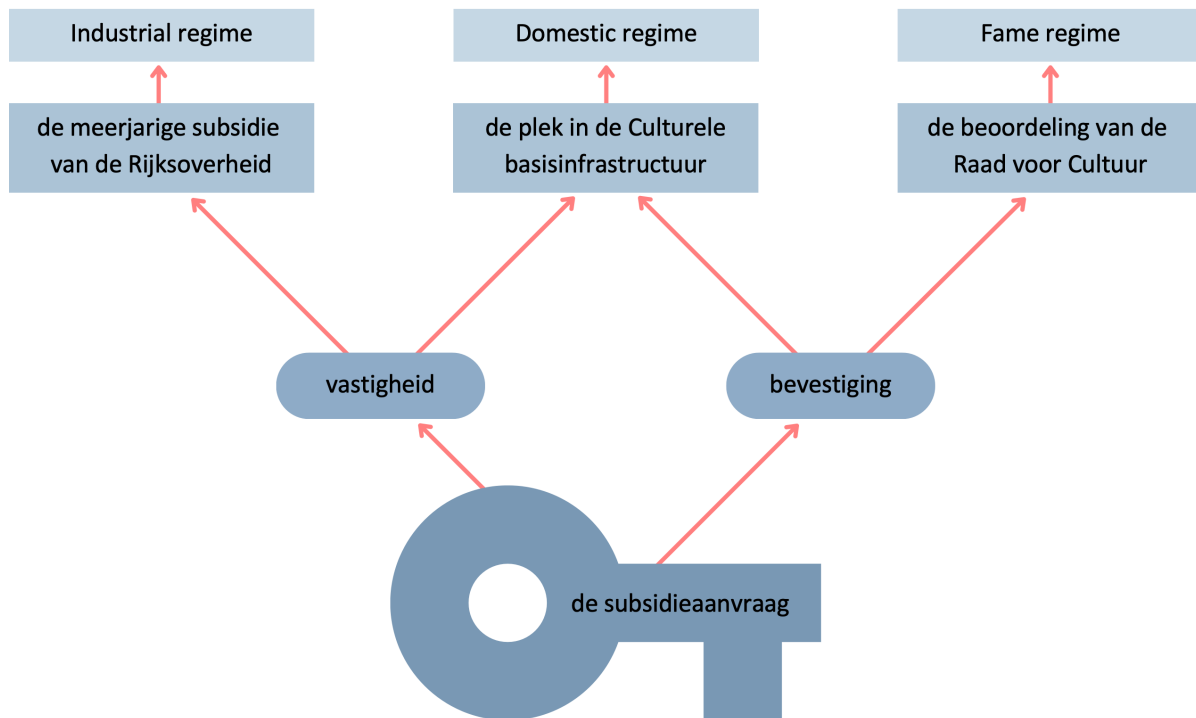 Industrial regime
Domestic regime
Fame regime
de meerjarige subsidie
van de Rijksoverheid
de plek in de Culturele
basisinfrastructuur
de beoordeling van de
Raad voor Cultuur
vastigheid
bevestiging
de subsidieaanvraag